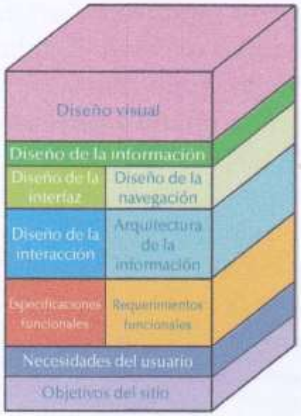 Diseño visual
Diseño de la información
Diseño de la
interfaz
Diseño de la
navegación
Diseño de la
interacción
Arquitectura
de la
información
Especificaciones
funcionales
Requerimientos
funcionales
Necesidades del usuario
Objetivos del sitio